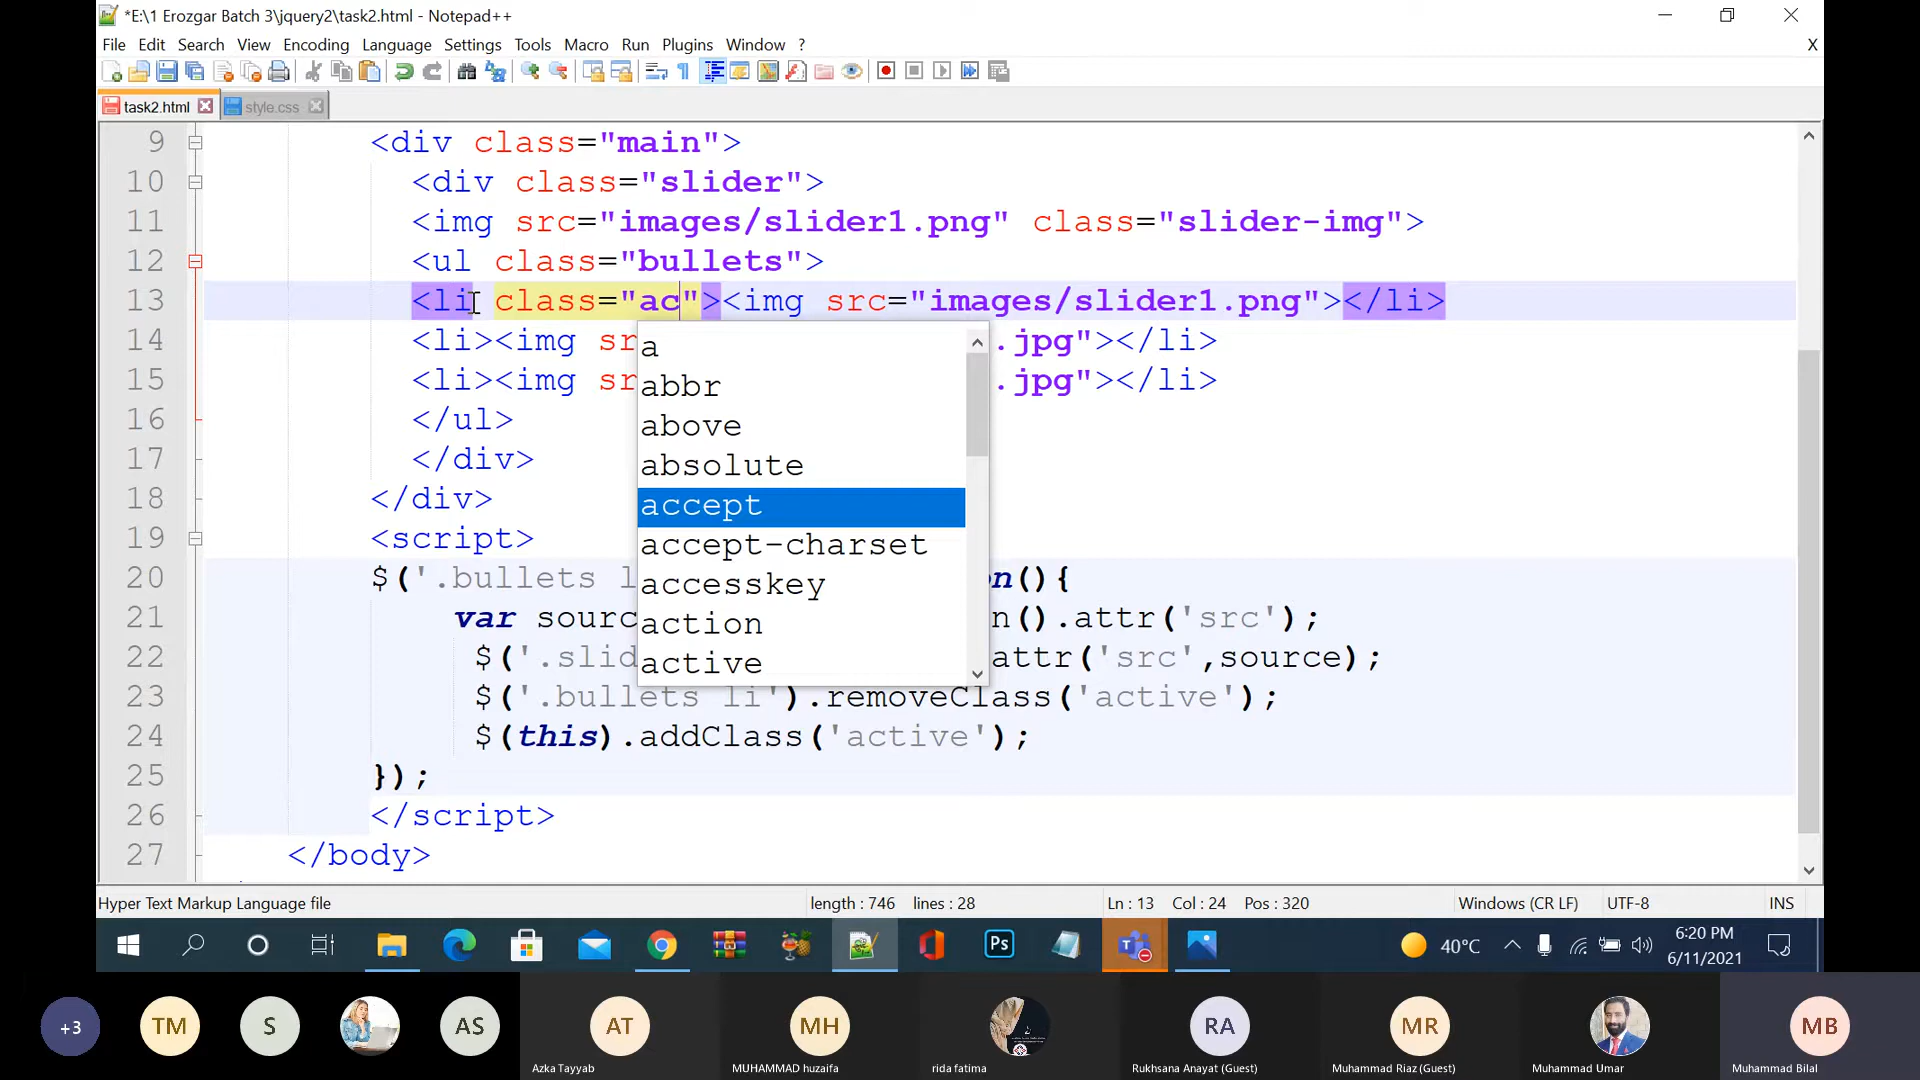 *E:\1 Erozgar Batch 3\jquery2\task2.html - Notepad++
File Edit Search View Encoding Language Settings Tools Macro Run Plugins Window ?
X
task2.html style.css
9 <div class="main">
10 <div class="slider">
11 <img src="images/slider1.png" class="slider-img">
12 <ul class="bullets">
13 <li class="ac"><img src="images/slider1.png"></li>
14 <li><img sr .jpg"></li>
15 <li><img sr .jpg"></li>
16 </ul>
17 </div>
18 </div>
19 <script>
20 $('.bullets l on(){
21 var sourc n().attr('src');
22 $('.slid attr('src',source);
23 $('.bullets li').removeClass('active');
24 $(this).addClass('active');
25 });
26 </script>
27 </body>
a
abbr
above
absolute
accept
accept-charset
accesskey
action
active
Hyper Text Markup Language file length : 746 lines : 28 Ln : 13 Col : 24 Pos : 320 Windows (CR LF) UTF-8 INS
Ps
40°C
6:20 PM
6/11/2021
+3 TM S AS AT MH RA MR MB
Azka Tayyab MUHAMMAD huzaifa rida fatima Rukhsana Anayat (Guest) Muhammad Riaz (Guest) Muhammad Umar Muhammad Bilal